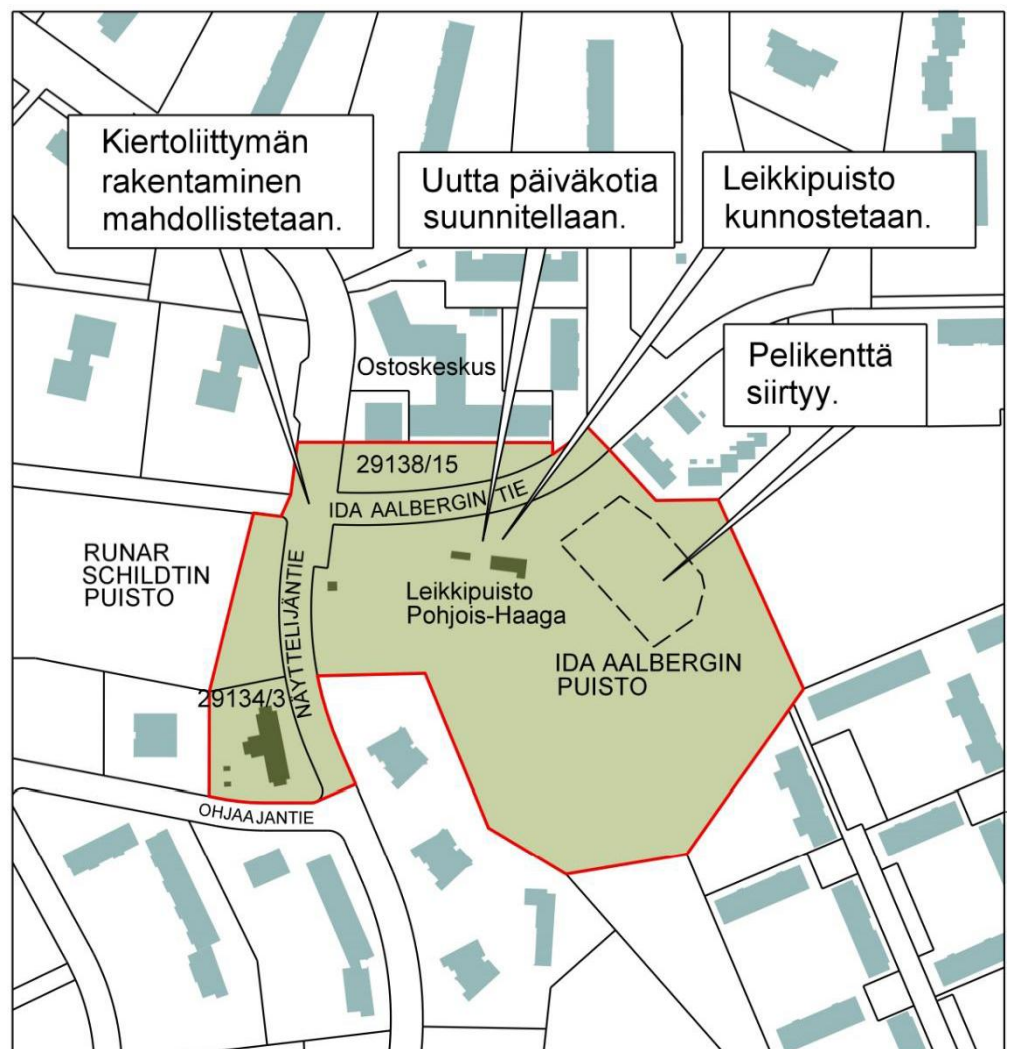 Kiertoliittymän
rakentaminen
mahdollistetaan.
Uutta päiväkotia
suunnitellaan.
Leikkipuisto
kunnostetaan.
Pelikenttä
siirtyy.
Ostoskeskus
29138/15
IDA AALBERGIN TIE
RUNAR
SCHILDTIN
PUISTO
NÄYTTELIJÄNTIE
Leikkipuisto
Pohjois-Haaga
IDA AALBERGIN
PUISTO
29134/3
OHJAAJANTIE